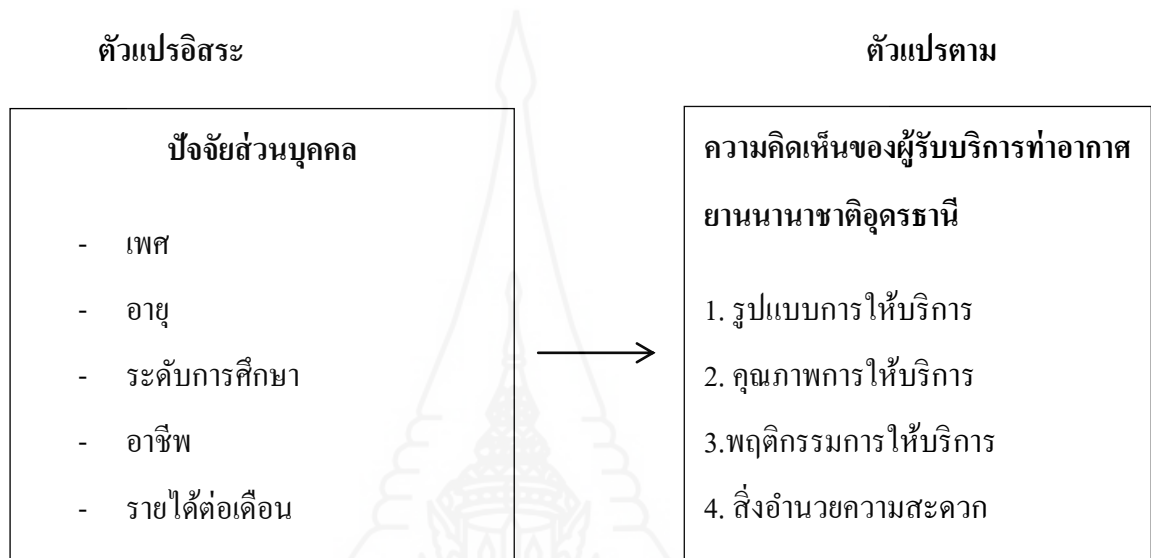 ตัวแปรอิสระ
ตัวแปรตาม
ปัจจัยส่วนบุคคล
- เพศ
- อายุ
- ระดับการศึกษา
- อาชีพ
- รายได้ต่อเดือน
ความคิดเห็นของผู้รับบริการท่าอากาศ
ยานนานาชาติอุดรธานี
1. รูปแบบการให้บริการ
2. คุณภาพการให้บริการ
3.พฤติกรรมการให้บริการ
4. สิ่งอำนวยความสะดวก